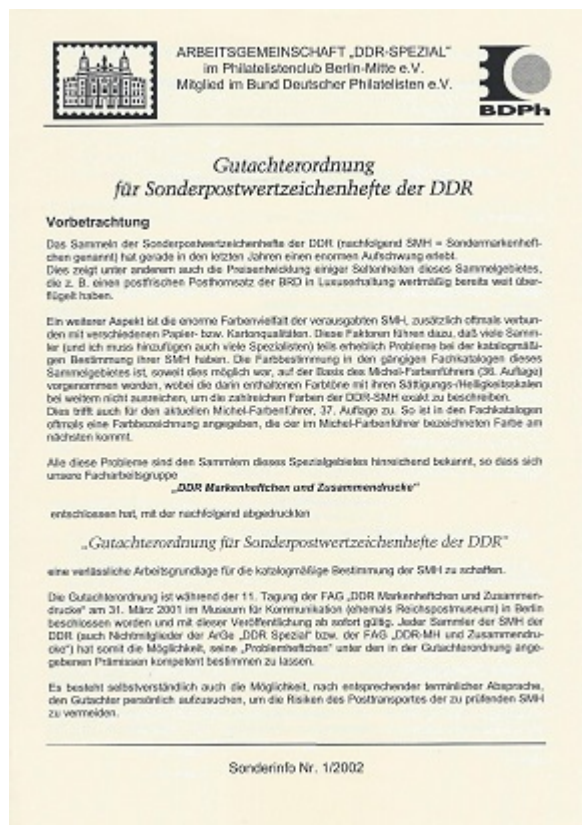 ARBEITSGEMEINSCHAFT „DDR-SPEZIAL"
im Philatelistenclub Berlin-Mitte e.V.
Mitglied im Bund Deutscher Philatelisten e.V.
BDPh
Gutachterordnung
für Sonderpostwertzeichenhefte der DDR
Vorbetrachtung
Das Sammeln der Sonderpostwertzeichenhefte der DDR (nachfolgend SMH = Sondermarkenheft-
chen genannt) hat gerade in den letzten Jahren einen enormen Aufschwung erlebt.
Dies zeigt unter anderem auch die Preisentwicklung einiger Seltenheiten dieses Sammelgebietes,
die z. B. einen postfrischen Posthornsatz der BRD in Luxuserhaltung wertmäßig bereits weit über-
flügelt haben.
Ein weiterer Aspekt ist die enorme Farbenvielfalt der verausgabten SMH, zusätzlich oftmals verbun-
den mit verschiedenen Papier- bzw. Kartonqualitäten. Diese Faktoren führen dazu, daß viele Samm-
ler (und ich muss hinzufügen auch viele Spezialisten) teils erheblich Probleme bei der katalogmäßi-
gen Bestimmung ihrer SMH haben. Die Farbbestimmung in den gängigen Fachkatalogen dieses
Sammelgebietes ist, soweit dies möglich war, auf der Basis des Michel-Farbenführers (36. Auflage)
vorgenommen worden, wobei die darin enthaltenen Farbtöne mit ihren Sättigungs-/Helligkeitsskalen
bei weitem nicht ausreichen, um die zahlreichen Farben der DDR-SMH exakt zu beschreiben.
Dies trifft auch für den aktuellen Michel-Farbenführer, 37. Auflage zu. So ist in den Fachkatalogen
oftmals eine Farbbezeichnung angegeben, die der im Michel-Farbenführer bezeichneten Farbe am
nächsten kommt.
Alle diese Probleme sind den Sammlern dieses Spezialgebietes hinreichend bekannt, so dass sich
unsere Facharbeitsgruppe
„DDR Markenheftchen und Zusammendrucke"
entschlossen hat, mit der nachfolgend abgedruckten
„Gutachterordnung für Sonderpostwertzeichenhefte der DDR"
eine verlässliche Arbeitsgrundlage für die katalogmäßige Bestimmung der SMH zu schaffen.
Die Gutachterordnung ist während der 11. Tagung der FAG „DDR Markenheftchen und Zusammen-
drucke" am 31. März 2001 im Museum für Kommunikation (ehemals Reichspostmuseum) in Berlin
beschlossen worden und mit dieser Veröffentlichung ab sofort gültig. Jeder Sammler der SMH der
DDR (auch Nichtmitglieder der ArGe „DDR Spezial" bzw. der FAG „DDR-MH und Zusammendru-
cke") hat somit die Möglichkeit, seine „Problemheftchen" unter den in der Gutachterordnung ange-
gebenen Prämissen kompetent bestimmen zu lassen.
Es besteht selbstverständlich auch die Möglichkeit, nach entsprechender terminlicher Absprache,
den Gutachter persönlich aufzusuchen, um die Risiken des Posttransportes der zu prüfenden SMH
zu vermeiden.
Sonderinfo Nr. 1/2002